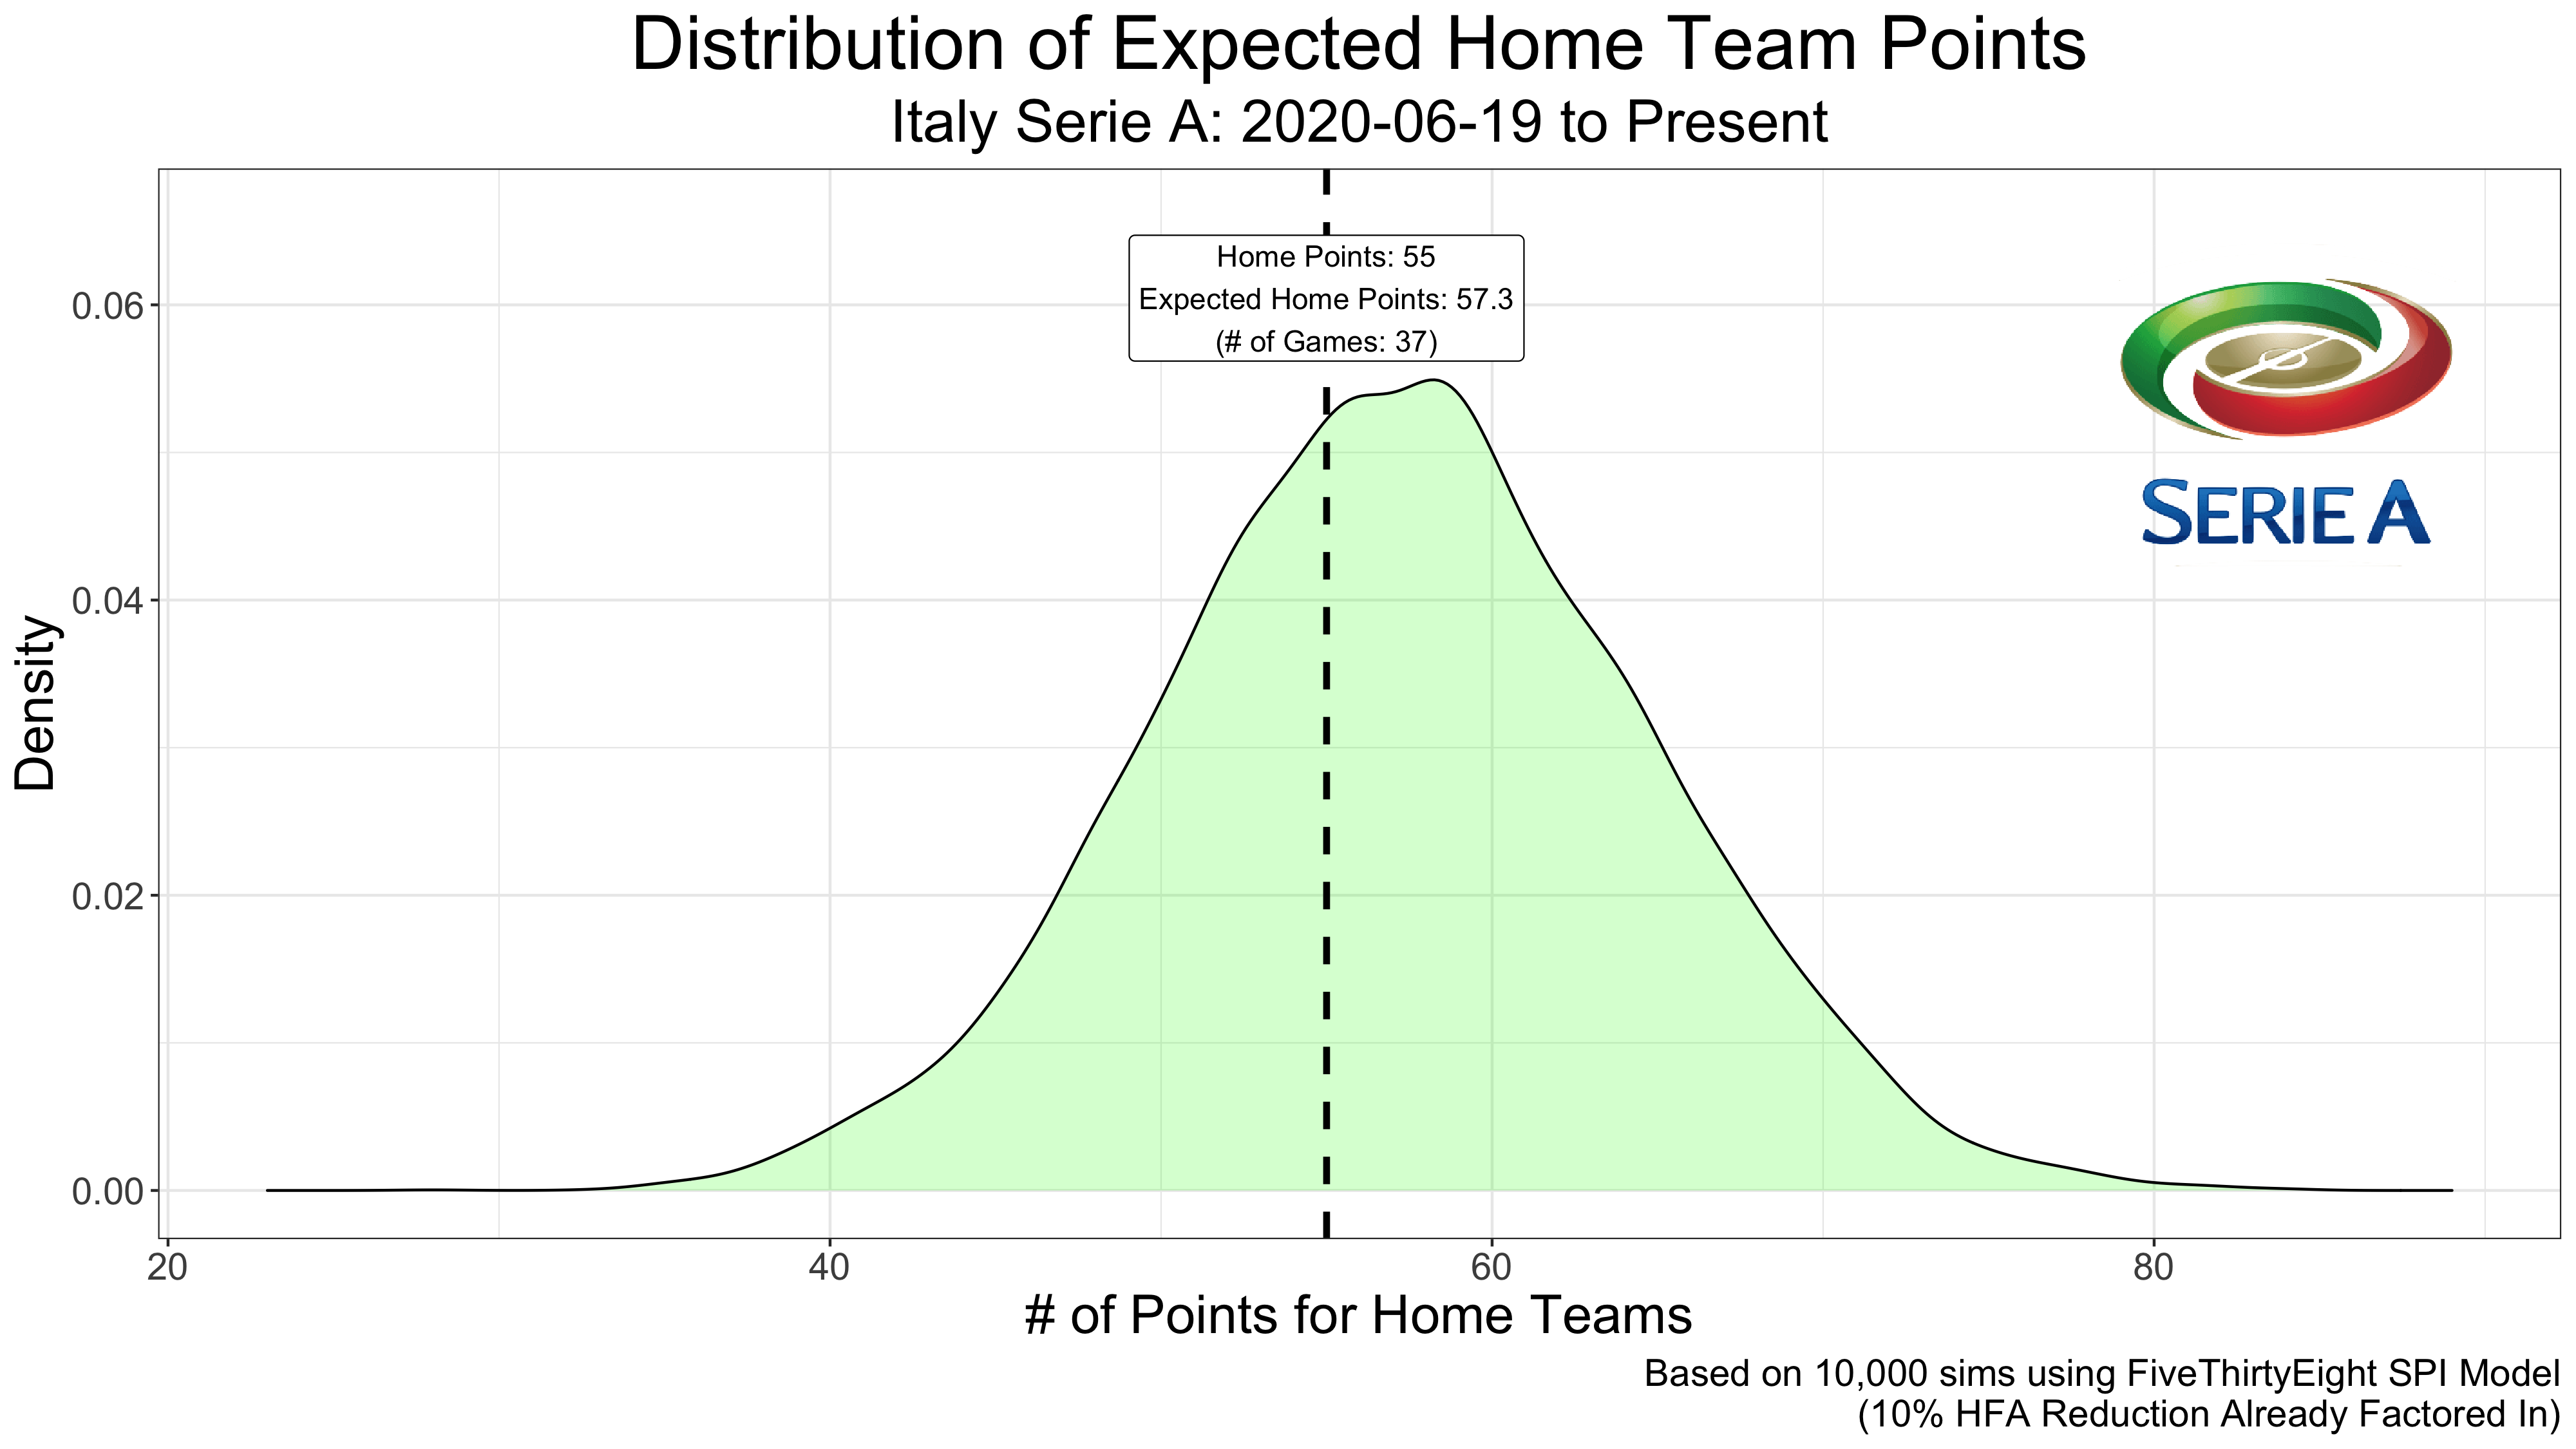 Distribution of Expected Home Team Points
Italy Serie A: 2020-06-19 to Present
Home Points: 55
Expected Home Points: 57.3
(# of Games: 37)
SERIE A
Density
0.06
0.04
0.02
0.00
20 40 60 80
# of Points for Home Teams
Based on 10,000 sims using FiveThirtyEight SPI Model
(10% HFA Reduction Already Factored In)